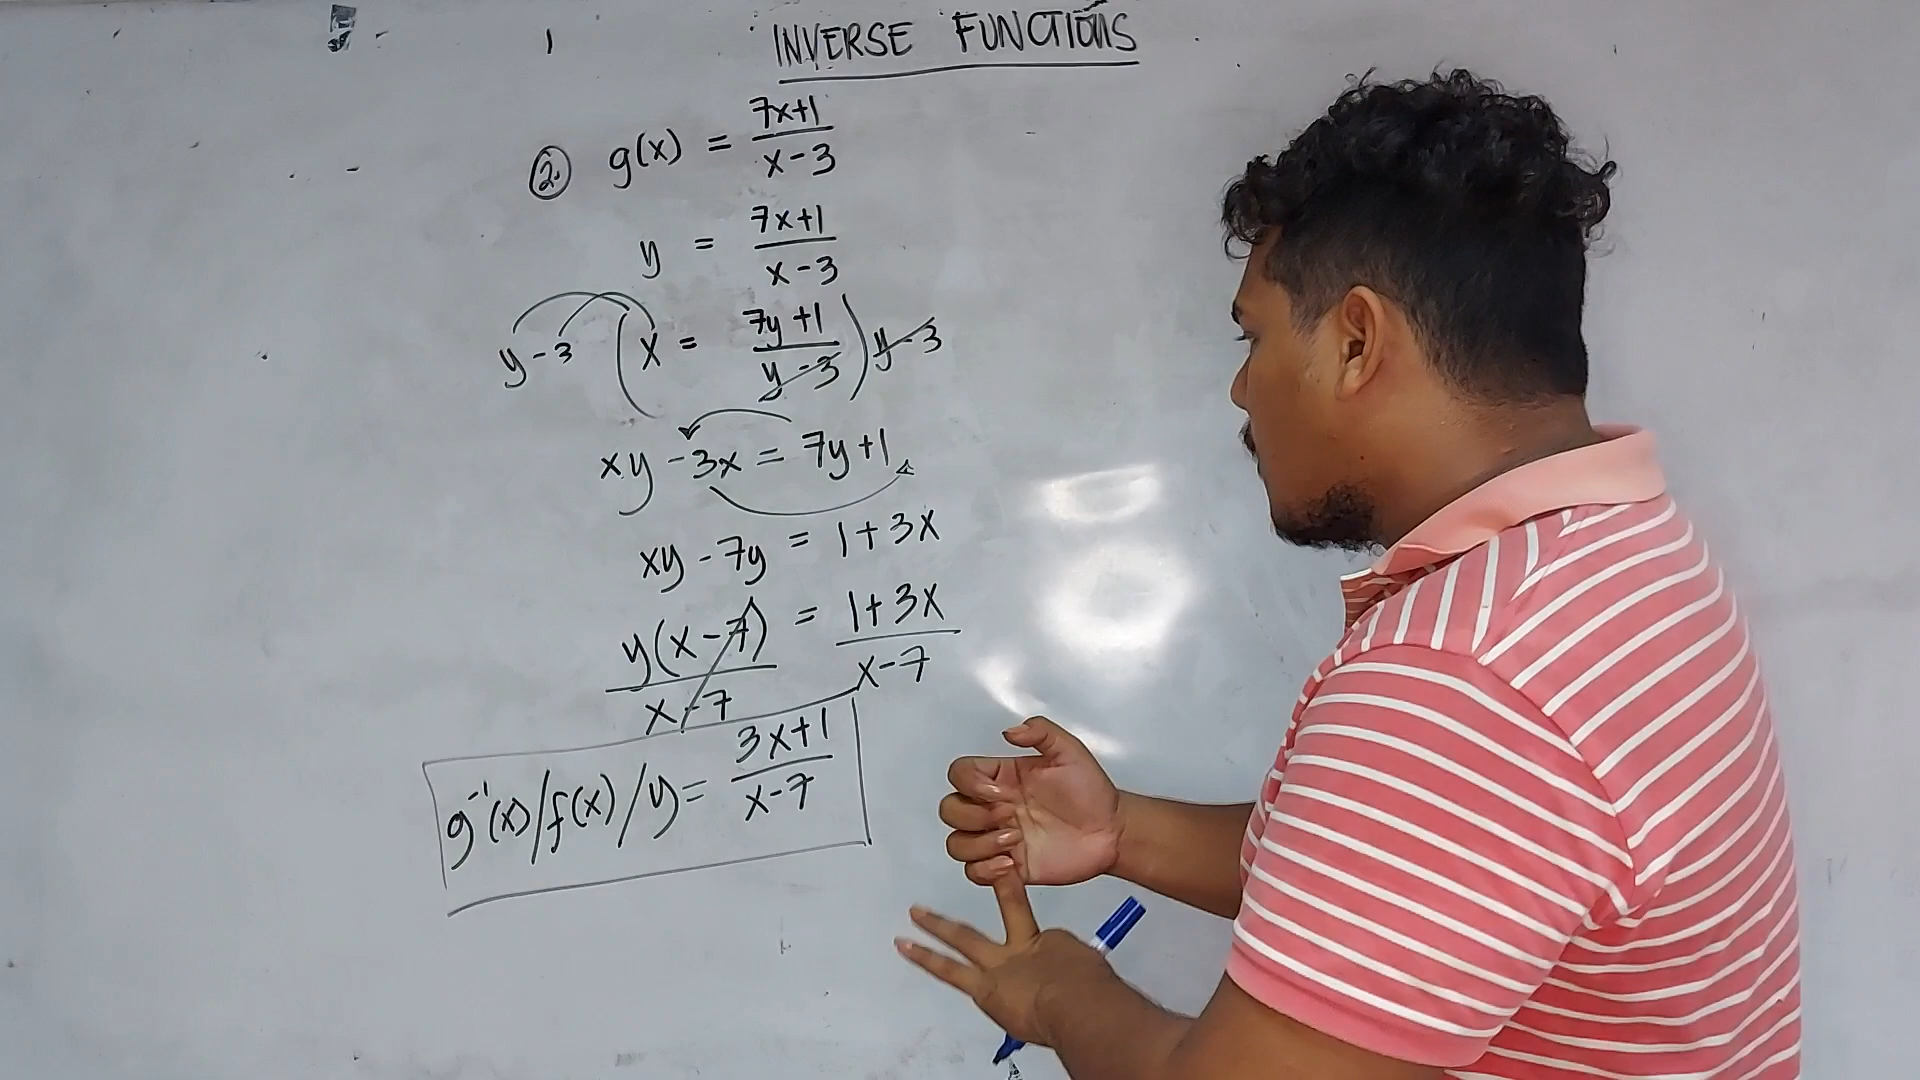 INVERSE FUNCTIONS
2. g(x) = 7x+1 / x-3
y = 7x+1 / x-3
y-3 (x = 7y+1 / y-3) y-3
xy -3x = 7y+1
xy - 7y = 1+3x
y(x-7) / x-7 = 1+3x / x-7
g⁻¹(x)/f(x)/y = 3x+1 / x-7